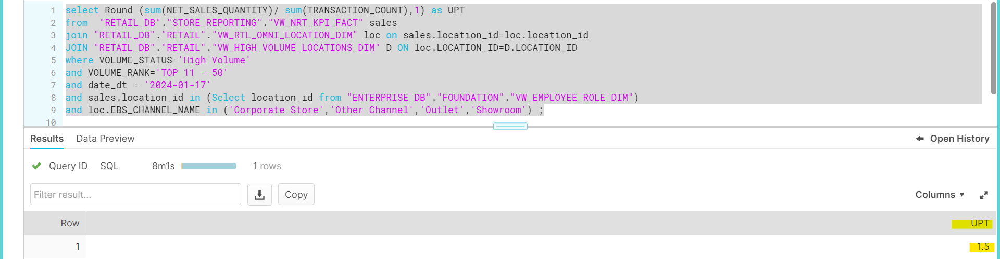 1 select Round (sum(NET_SALES_QUANTITY)/ sum(TRANSACTION_COUNT),1) as UPT
2 from  "RETAIL_DB"."STORE_REPORTING"."VW_NRT_KPI_FACT" sales
3 join "RETAIL_DB"."RETAIL"."VW_RTL_OMNI_LOCATION_DIM" loc on sales.location_id=loc.location_id
4 JOIN "RETAIL_DB"."RETAIL"."VW_HIGH_VOLUME_LOCATIONS_DIM" D ON loc.LOCATION_ID=D.LOCATION_ID
5 where VOLUME_STATUS='High Volume'
6 and VOLUME_RANK='TOP 11 - 50'
7 and date_dt = '2024-01-17'
8 and sales.location_id in (Select location_id from "ENTERPRISE_DB"."FOUNDATION"."VW_EMPLOYEE_ROLE_DIM")
9 and loc.EBS_CHANNEL_NAME in ('Corporate Store','Other Channel','Outlet','Showroom') ;
10
Results Data Preview Open History
Query ID SQL 8m1s 1 rows
Filter result... Copy Columns
Row UPT
1 1.5